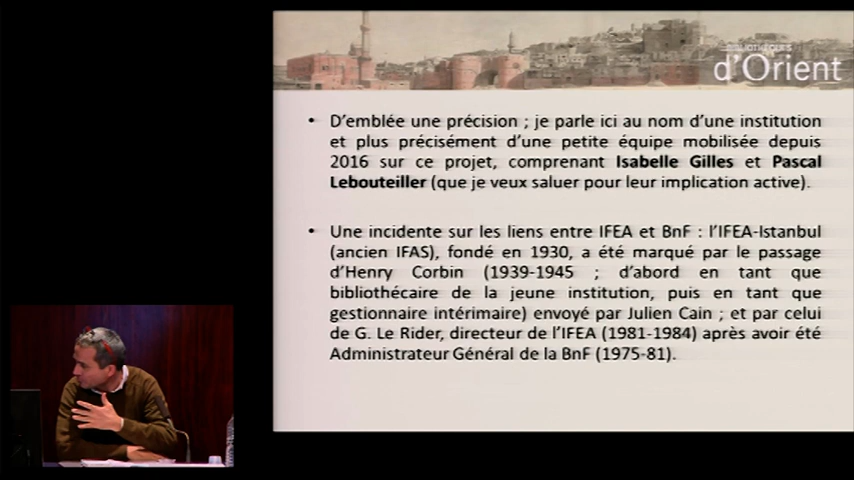 BIBLIOTHÈQUES
d'Orient
• D'emblée une précision ; je parle ici au nom d'une institution
et plus précisément d'une petite équipe mobilisée depuis
2016 sur ce projet, comprenant Isabelle Gilles et Pascal
Lebouteiller (que je veux saluer pour leur implication active).
• Une incidente sur les liens entre IFEA et BnF : l'IFEA-Istanbul
(ancien IFAS), fondé en 1930, a été marqué par le passage
d'Henry Corbin (1939-1945 ; d'abord en tant que
bibliothécaire de la jeune institution, puis en tant que
gestionnaire intérimaire) envoyé par Julien Cain ; et par celui
de G. Le Rider, directeur de l'IFEA (1981-1984) après avoir été
Administrateur Général de la BnF (1975-81).